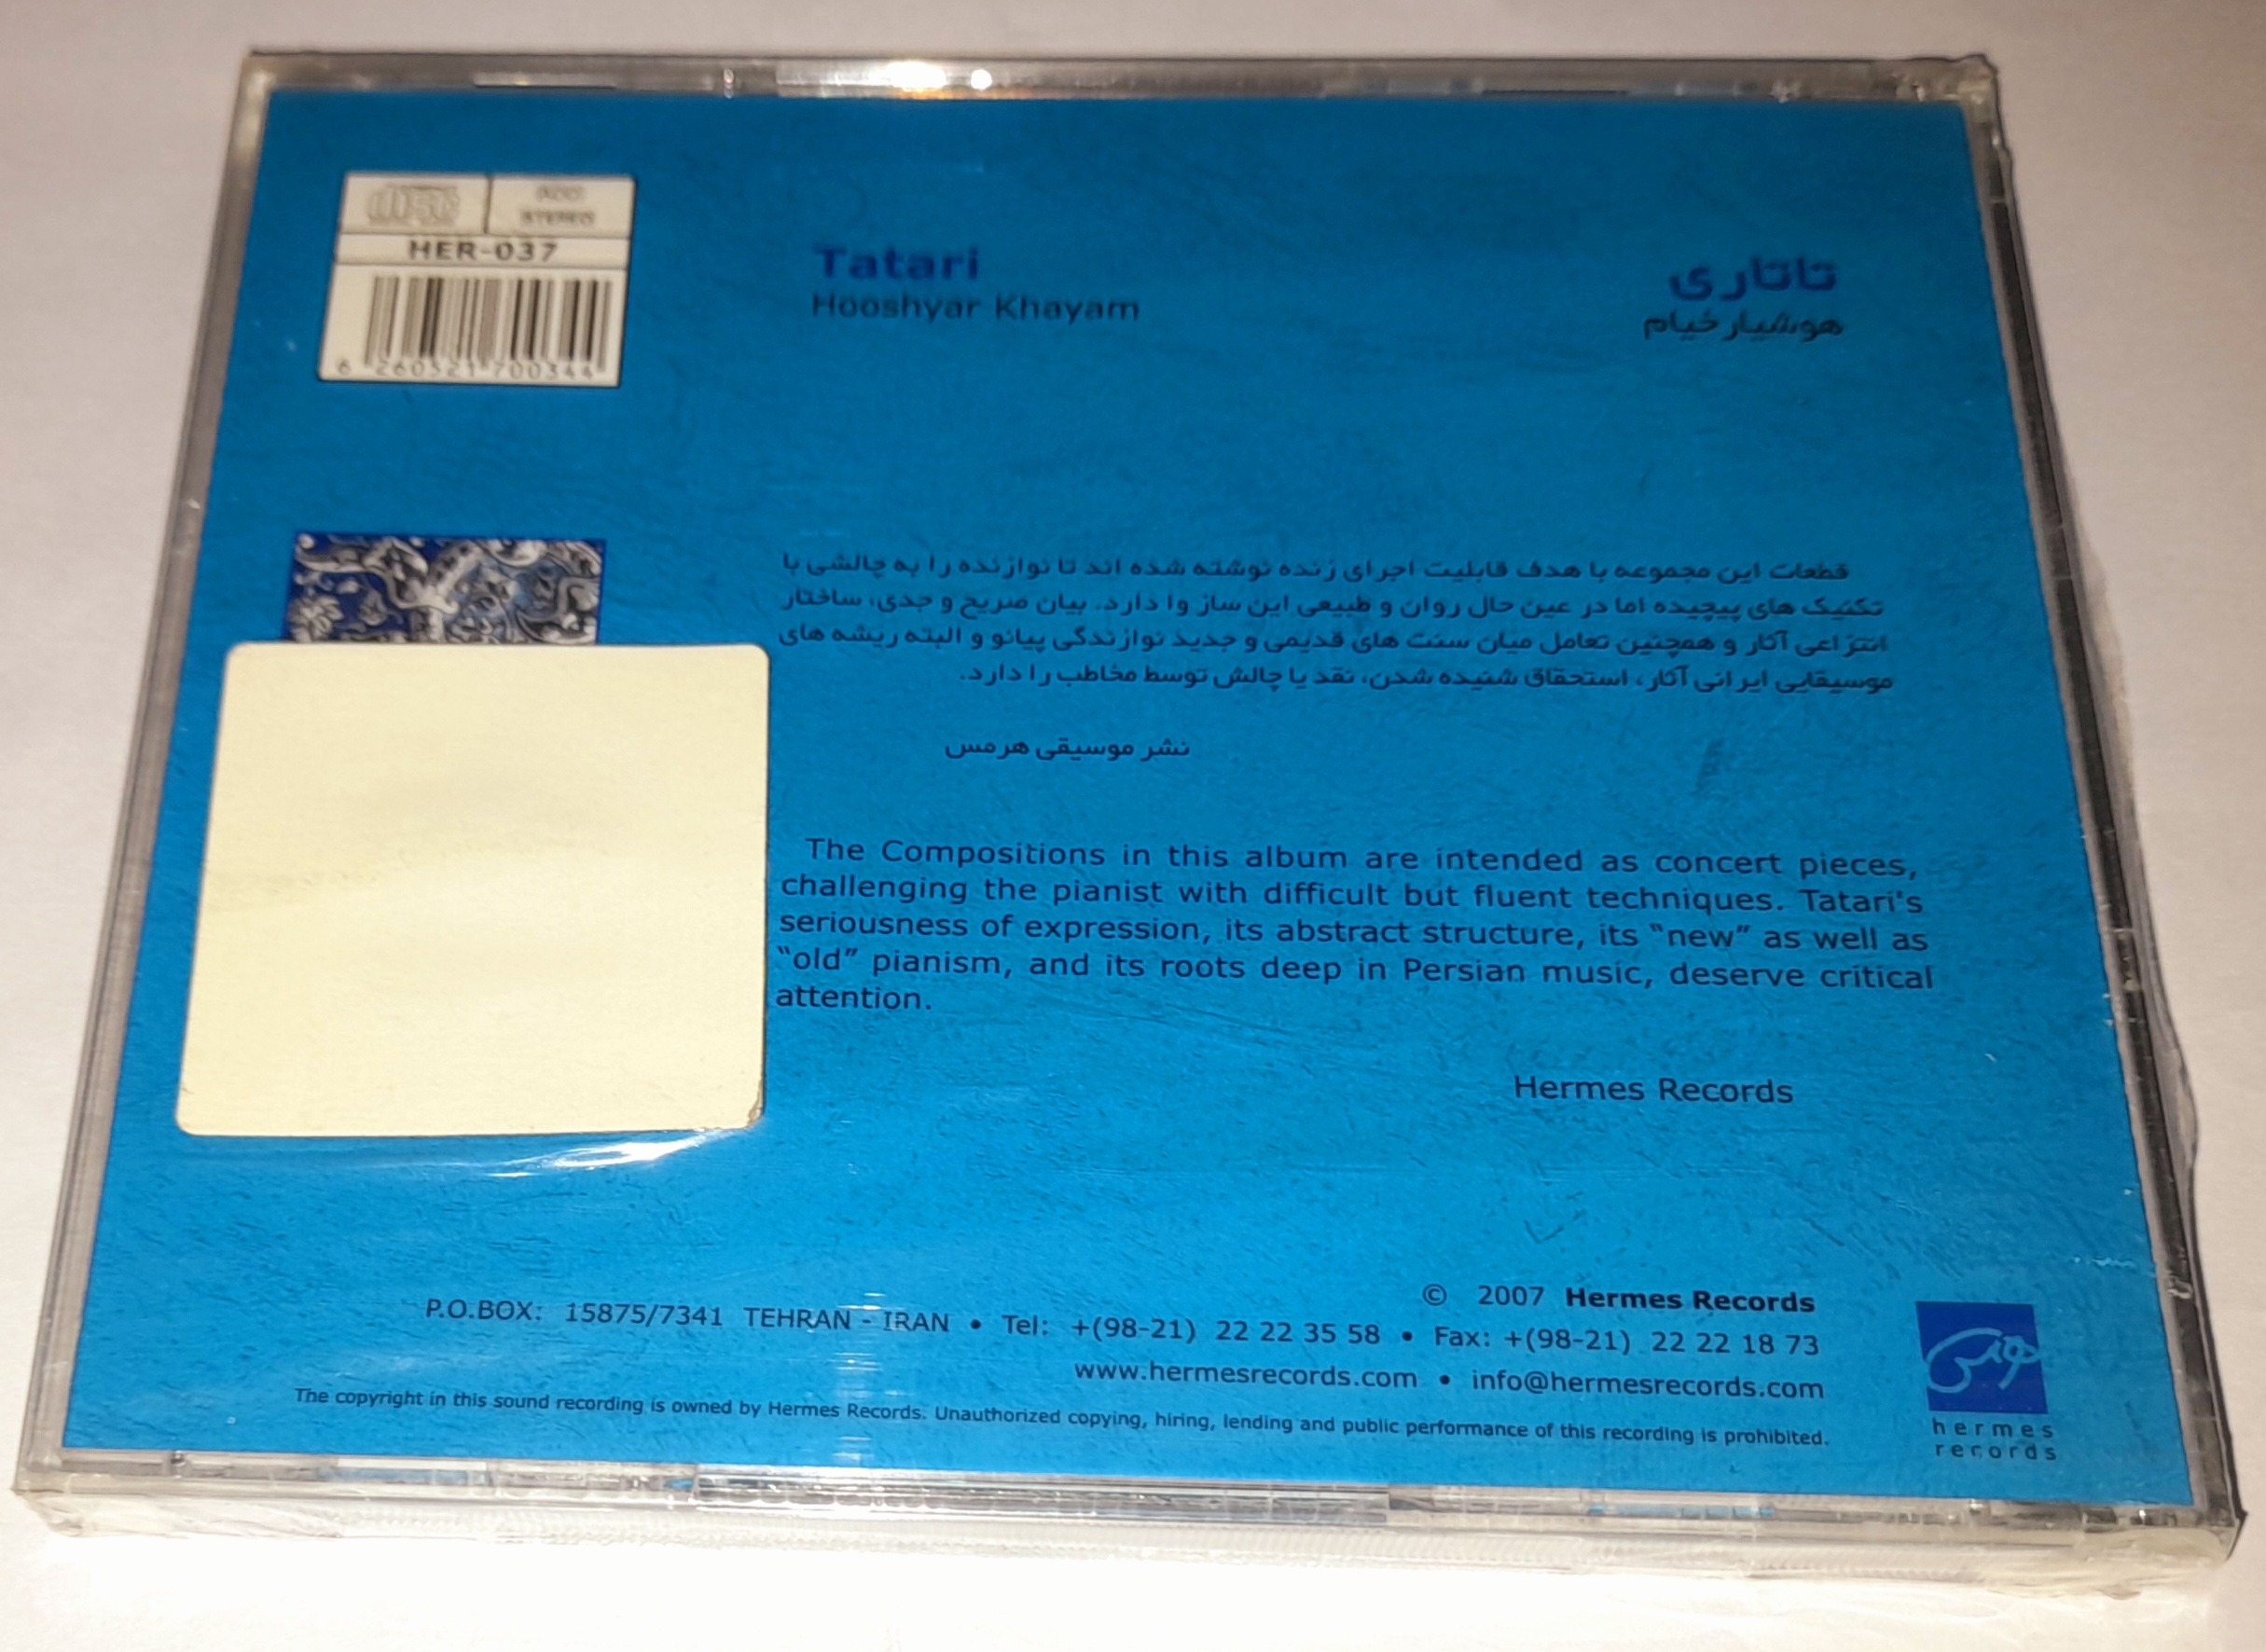 STEREO
HER-037
Tatari
Hooshyar Khayam
تاتاری
هوشیار خیام
قطعات این مجموعه با هدف قابلیت اجرای زنده نوشته شده اند تا نوازنده را به چالشی با
تکنیک های پیچیده اما در عین حال روان و طبیعی این ساز وا دارد. بیان صریح و جدی، ساختار
انتزاعی آثار و همچنین تعامل میان سنت های قدیمی و جدید نوازندگی پیانو و البته ریشه های
موسیقایی ایرانی آثار، استحقاق شنیده شدن، نقد یا چالش توسط مخاطب را دارد.
نشر موسیقی هرمس
The Compositions in this album are intended as concert pieces,
challenging the pianist with difficult but fluent techniques. Tatari's
seriousness of expression, its abstract structure, its "new" as well as
"old" pianism, and its roots deep in Persian music, deserve critical
attention.
Hermes Records
© 2007 Hermes Records
P.O.BOX: 15875/7341 TEHRAN - IRAN • Tel: +(98-21) 22 22 35 58 • Fax: +(98-21) 22 22 18 73
www.hermesrecords.com • info@hermesrecords.com
The copyright in this sound recording is owned by Hermes Records. Unauthorized copying, hiring, lending and public performance of this recording is prohibited.
هرمس
hermes
records